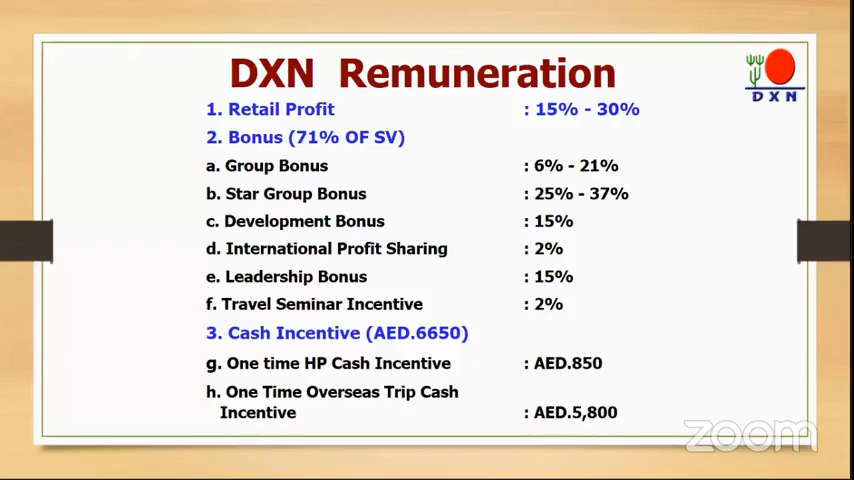 DXN Remuneration
DXN
1. Retail Profit : 15% - 30%
2. Bonus (71% OF SV)
a. Group Bonus : 6% - 21%
b. Star Group Bonus : 25% - 37%
c. Development Bonus : 15%
d. International Profit Sharing : 2%
e. Leadership Bonus : 15%
f. Travel Seminar Incentive : 2%
3. Cash Incentive (AED.6650)
g. One time HP Cash Incentive : AED.850
h. One Time Overseas Trip Cash
Incentive : AED.5,800
zoom